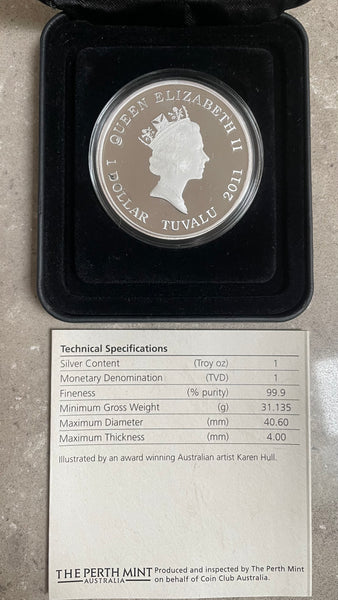 QUEEN ELIZABETH II
1 DOLLAR TUVALU 2011
Technical Specifications
Silver Content (Troy oz) 1
Monetary Denomination (TVD) 1
Fineness (% purity) 99.9
Minimum Gross Weight (g) 31.135
Maximum Diameter (mm) 40.60
Maximum Thickness (mm) 4.00
Illustrated by an award winning Australian artist Karen Hull.
THE PERTH MINT
AUSTRALIA
Produced and inspected by The Perth Mint
on behalf of Coin Club Australia.